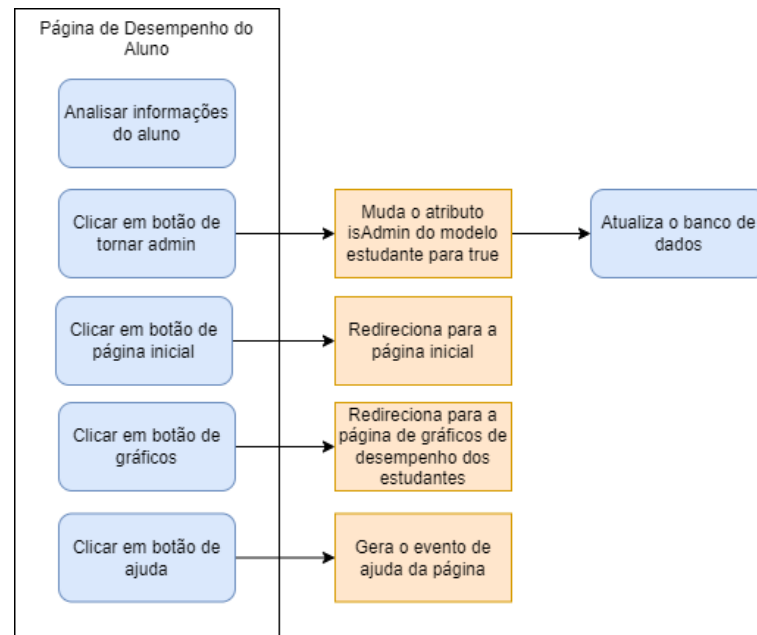 Página de Desempenho do
Aluno
Analisar informações
do aluno
Clicar em botão de
tornar admin
Muda o atributo
isAdmin do modelo
estudante para true
Atualiza o banco de
dados
Clicar em botão de
página inicial
Redireciona para a
página inicial
Clicar em botão de
gráficos
Redireciona para a
página de gráficos de
desempenho dos
estudantes
Clicar em botão de
ajuda
Gera o evento de
ajuda da página